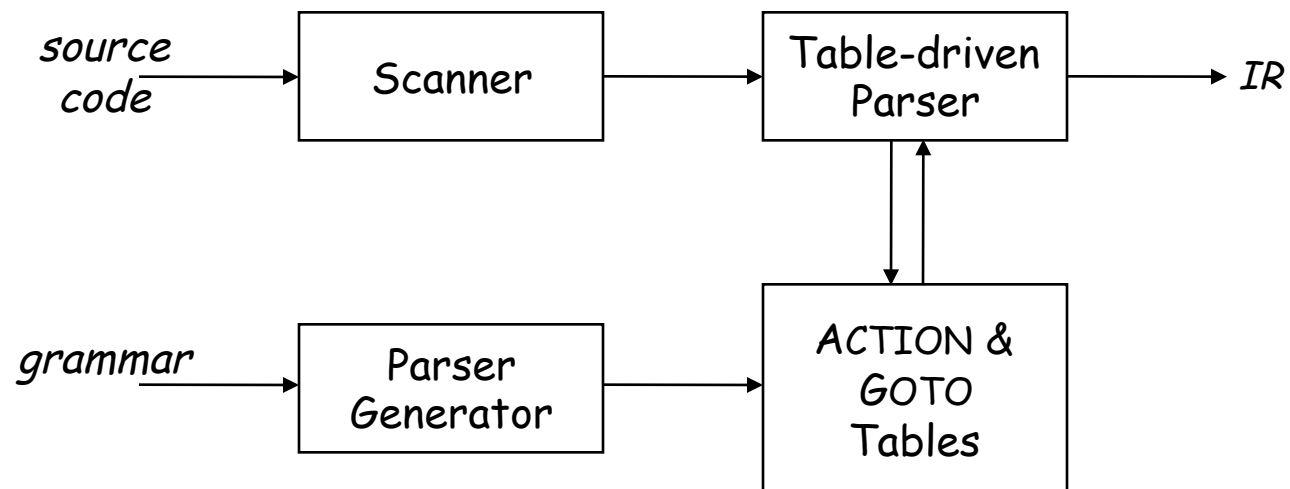 source
code
Scanner
Table-driven
Parser
IR
grammar
Parser
Generator
ACTION &
GOTO
Tables